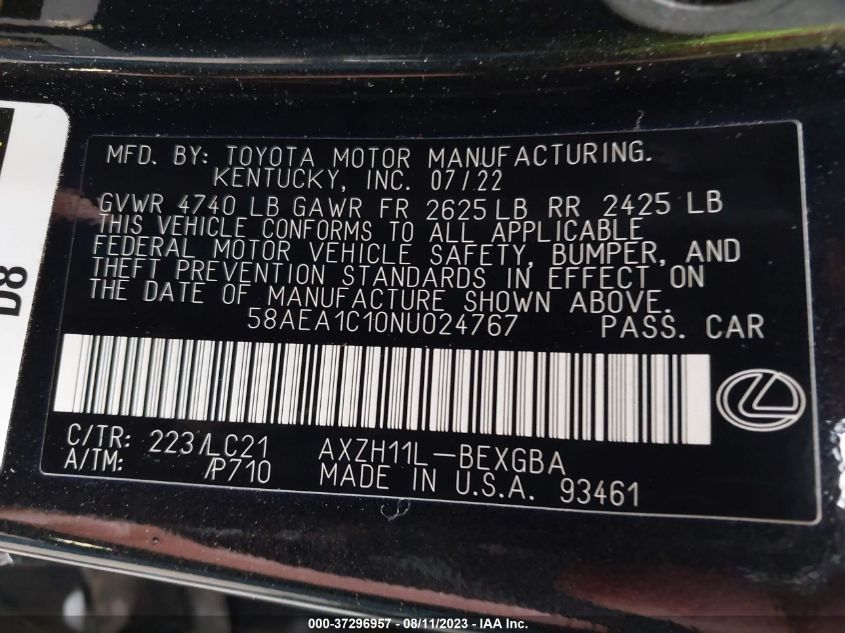 D8
MFD. BY: TOYOTA MOTOR MANUFACTURING.
KENTUCKY, INC. 07/22
GVWR 4740 LB GAWR FR 2625 LB RR 2425 LB
THIS VEHICLE CONFORMS TO ALL APPLICABLE
FEDERAL MOTOR VEHICLE SAFETY, BUMPER, AND
THEFT PREVENTION STANDARDS IN EFFECT ON
THE DATE OF MANUFACTURE SHOWN ABOVE.
58AEA1C10NU024767 PASS. CAR
C/TR: 223/LC21 AXZH11L-BEXGBA
A/TM: /P710 MADE IN U.S.A. 93461
000-37296957 - 08/11/2023 - © IAA Inc.